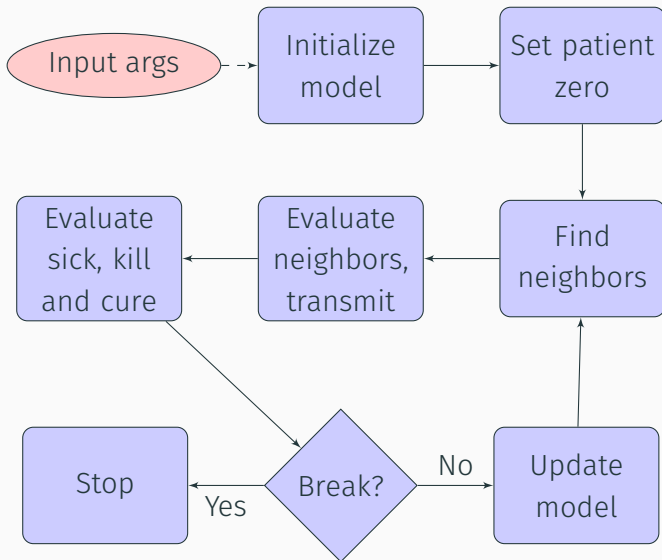 Input args
Initialize
model
Set patient
zero
Evaluate
sick, kill
and cure
Evaluate
neighbors,
transmit
Find
neighbors
Stop
Yes
Break?
No
Update
model